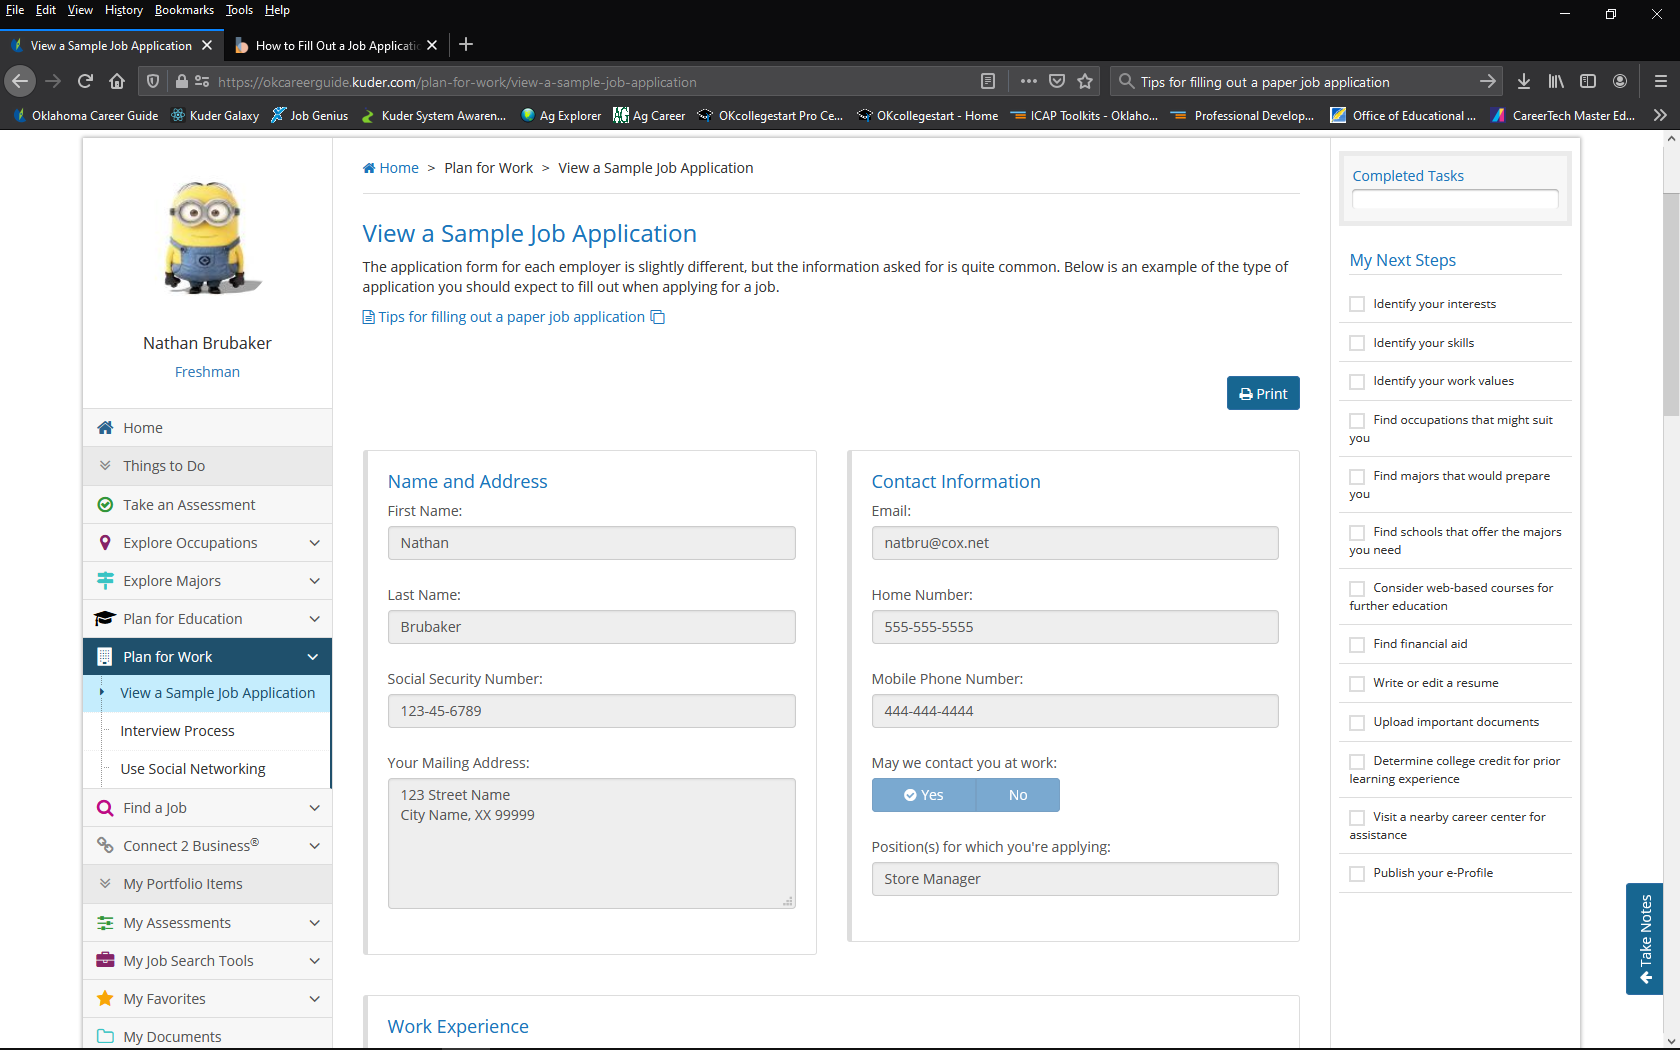 File Edit View History Bookmarks Tools Help
View a Sample Job Application
How to Fill Out a Job Applicati
https://okcareerguide.kuder.com/plan-for-work/view-a-sample-job-application
Tips for filling out a paper job application
Oklahoma Career Guide Kuder Galaxy Job Genius Kuder System Awaren... Ag Explorer Ag Career OKcollegestart Pro Ce... OKcollegestart - Home ICAP Toolkits - Oklaho... Professional Develop... Office of Educational ... CareerTech Master Ed...
Nathan Brubaker
Freshman
Home
Things to Do
Take an Assessment
Explore Occupations
Explore Majors
Plan for Education
Plan for Work
View a Sample Job Application
Interview Process
Use Social Networking
Find a Job
Connect 2 Business®
My Portfolio Items
My Assessments
My Job Search Tools
My Favorites
My Documents
Home > Plan for Work > View a Sample Job Application
View a Sample Job Application
The application form for each employer is slightly different, but the information asked for is quite common. Below is an example of the type of
application you should expect to fill out when applying for a job.
Tips for filling out a paper job application
Print
Name and Address
First Name:
Nathan
Last Name:
Brubaker
Social Security Number:
123-45-6789
Your Mailing Address:
123 Street Name
City Name, XX 99999
Contact Information
Email:
natbru@cox.net
Home Number:
555-555-5555
Mobile Phone Number:
444-444-4444
May we contact you at work:
Yes No
Position(s) for which you're applying:
Store Manager
Work Experience
Completed Tasks
My Next Steps
Identify your interests
Identify your skills
Identify your work values
Find occupations that might suit
you
Find majors that would prepare
you
Find schools that offer the majors
you need
Consider web-based courses for
further education
Find financial aid
Write or edit a resume
Upload important documents
Determine college credit for prior
learning experience
Visit a nearby career center for
assistance
Publish your e-Profile
Take Notes